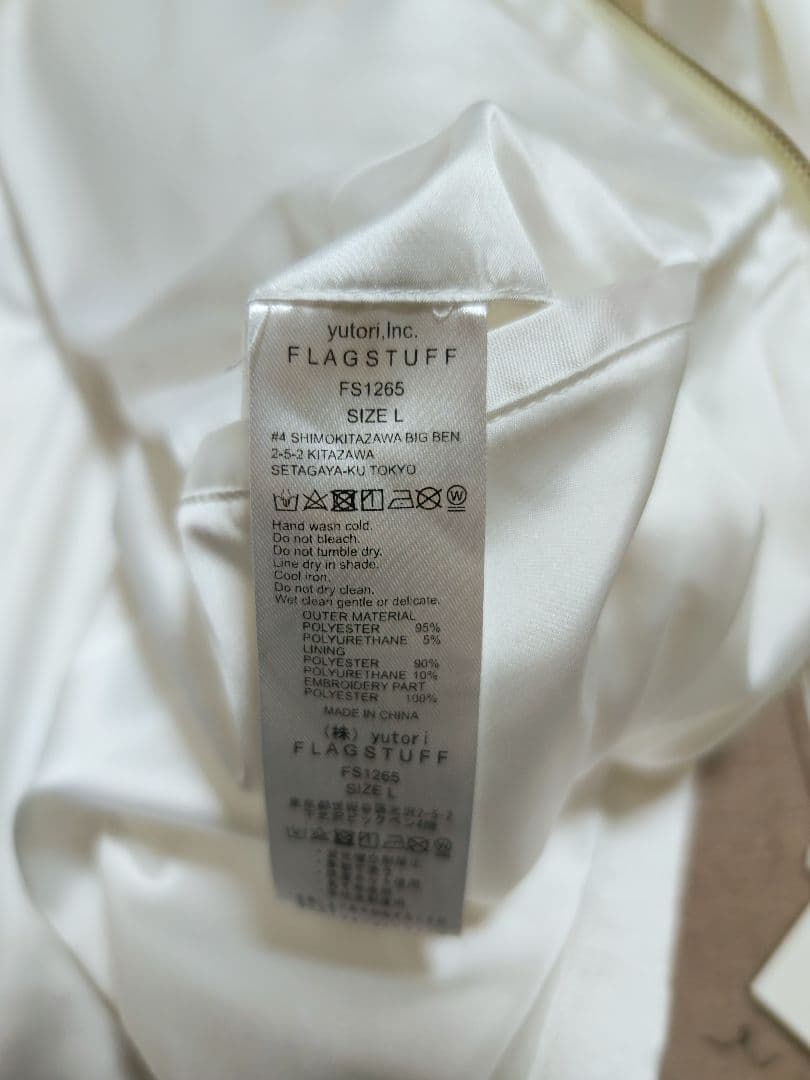 yutori,Inc.
FLAGSTUFF
FS1265
SIZE L
#4 SHIMOKITAZAWA BIG BEN
2-5-2 KITAZAWA
SETAGAYA-KU TOKYO
Hand wash cold.
Do not bleach.
Do not tumble dry.
Line dry in shade.
Cool iron.
Do not dry clean.
Wet clean gentle or delicate.
OUTER MATERIAL
POLYESTER 95%
POLYURETHANE 5%
LINING
POLYESTER 90%
POLYURETHANE 10%
EMBROIDERY PART
POLYESTER 100%
MADE IN CHINA
(株) yutori
FLAGSTUFF
FS1265
SIZE L
2-5-2